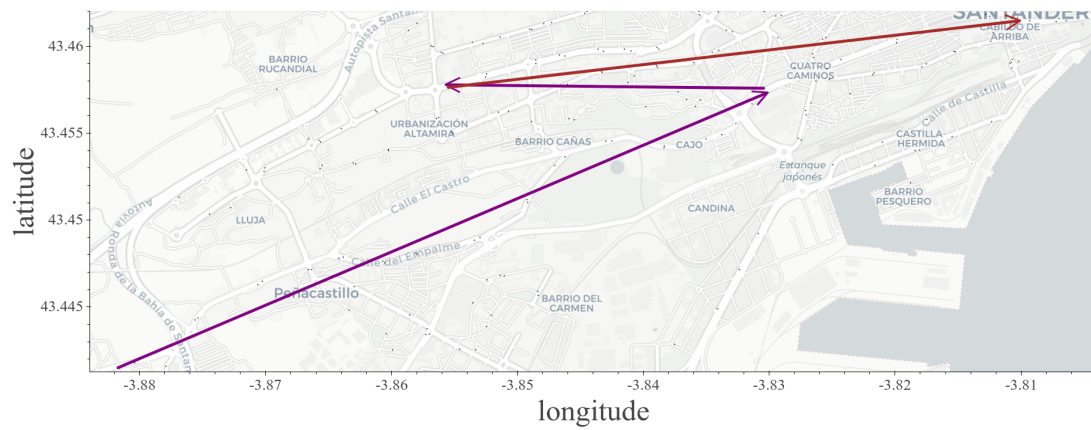 SANTANDER
CABILDO DE
ARRIBA
43.46
BARRIO
RUCANDIAL
Autopista Santan
CUATRO
CAMINOS
Calle de Castilla
43.455
URBANIZACIÓN
ALTAMIRA
BARRIO CAÑAS
CAJO
CASTILLA
HERMIDA
Estanque
japonés
latitude
Calle El Castro
BARRIO
PESQUERO
43.45
LLUJA
CANDINA
Autovía Ronda de la Bahía de Santan
Calle del Empalme
43.445
Peñacastillo
BARRIO DEL
CARMEN
-3.88
-3.87
-3.86
-3.85
-3.84
-3.83
-3.82
-3.81
longitude